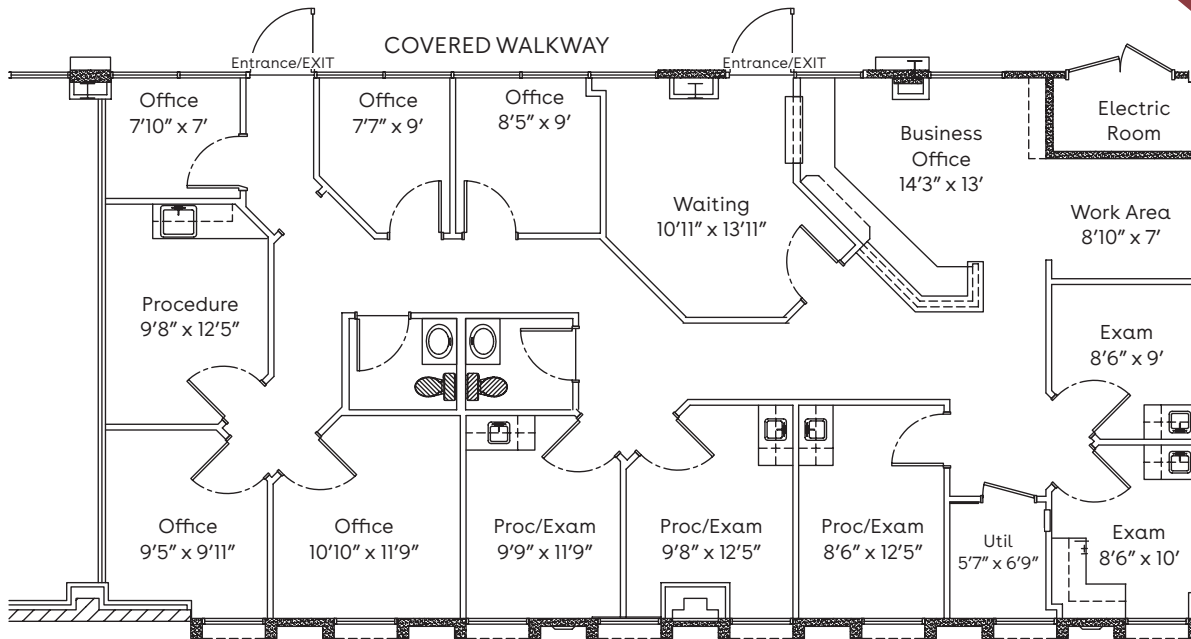 COVERED WALKWAY
Entrance/EXIT
Entrance/EXIT
Office
7'10” x 7'
Office
7'7” x 9'
Office
8'5” x 9'
Waiting
10'11” x 13'11”
Business
Office
14'3” x 13'
Electric
Room
Work Area
8'10” x 7'
Procedure
9'8” x 12'5”
Exam
8'6” x 9'
Office
9'5” x 9'11”
Office
10'10” x 11'9”
Proc/Exam
9'9” x 11'9”
Proc/Exam
9'8” x 12'5”
Proc/Exam
8'6” x 12'5”
Util
5'7” x 6'9”
Exam
8'6” x 10'